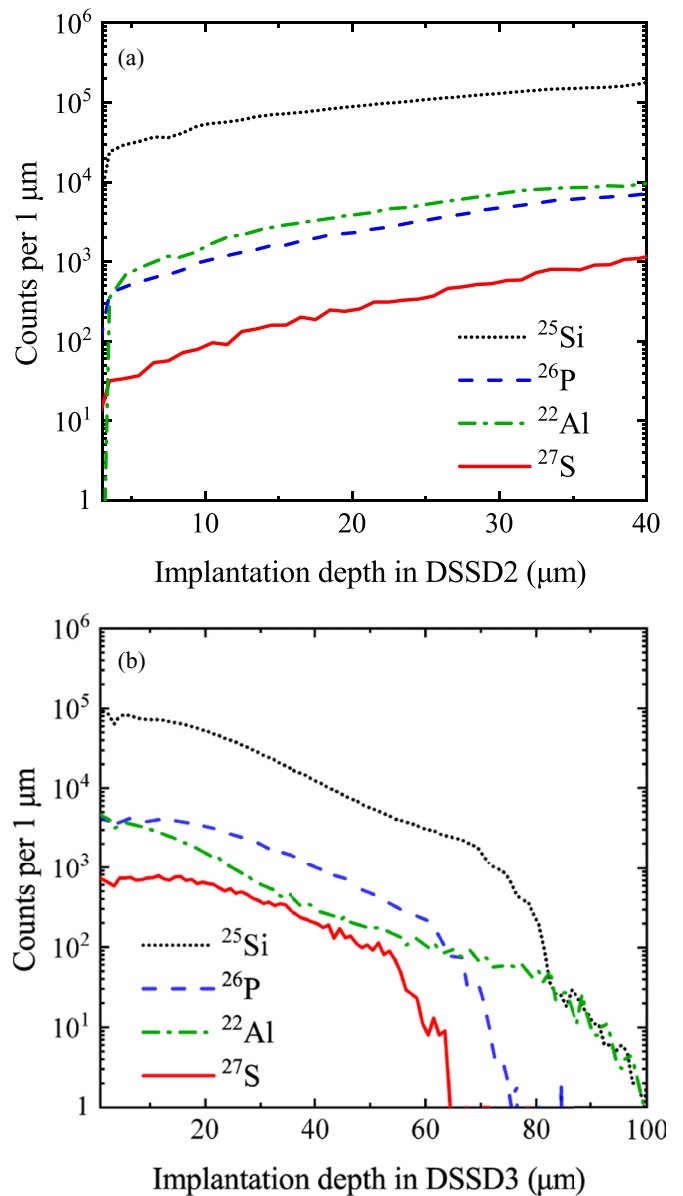 10⁶
(a)
10⁵
10⁴
10³
10²
10¹
1
Counts per 1 μm
²⁵Si
²⁶P
²²Al
²⁷S
10 20 30 40
Implantation depth in DSSD2 (μm)
10⁶
(b)
10⁵
10⁴
10³
10²
10¹
1
Counts per 1 μm
²⁵Si
²⁶P
²²Al
²⁷S
20 40 60 80 100
Implantation depth in DSSD3 (μm)